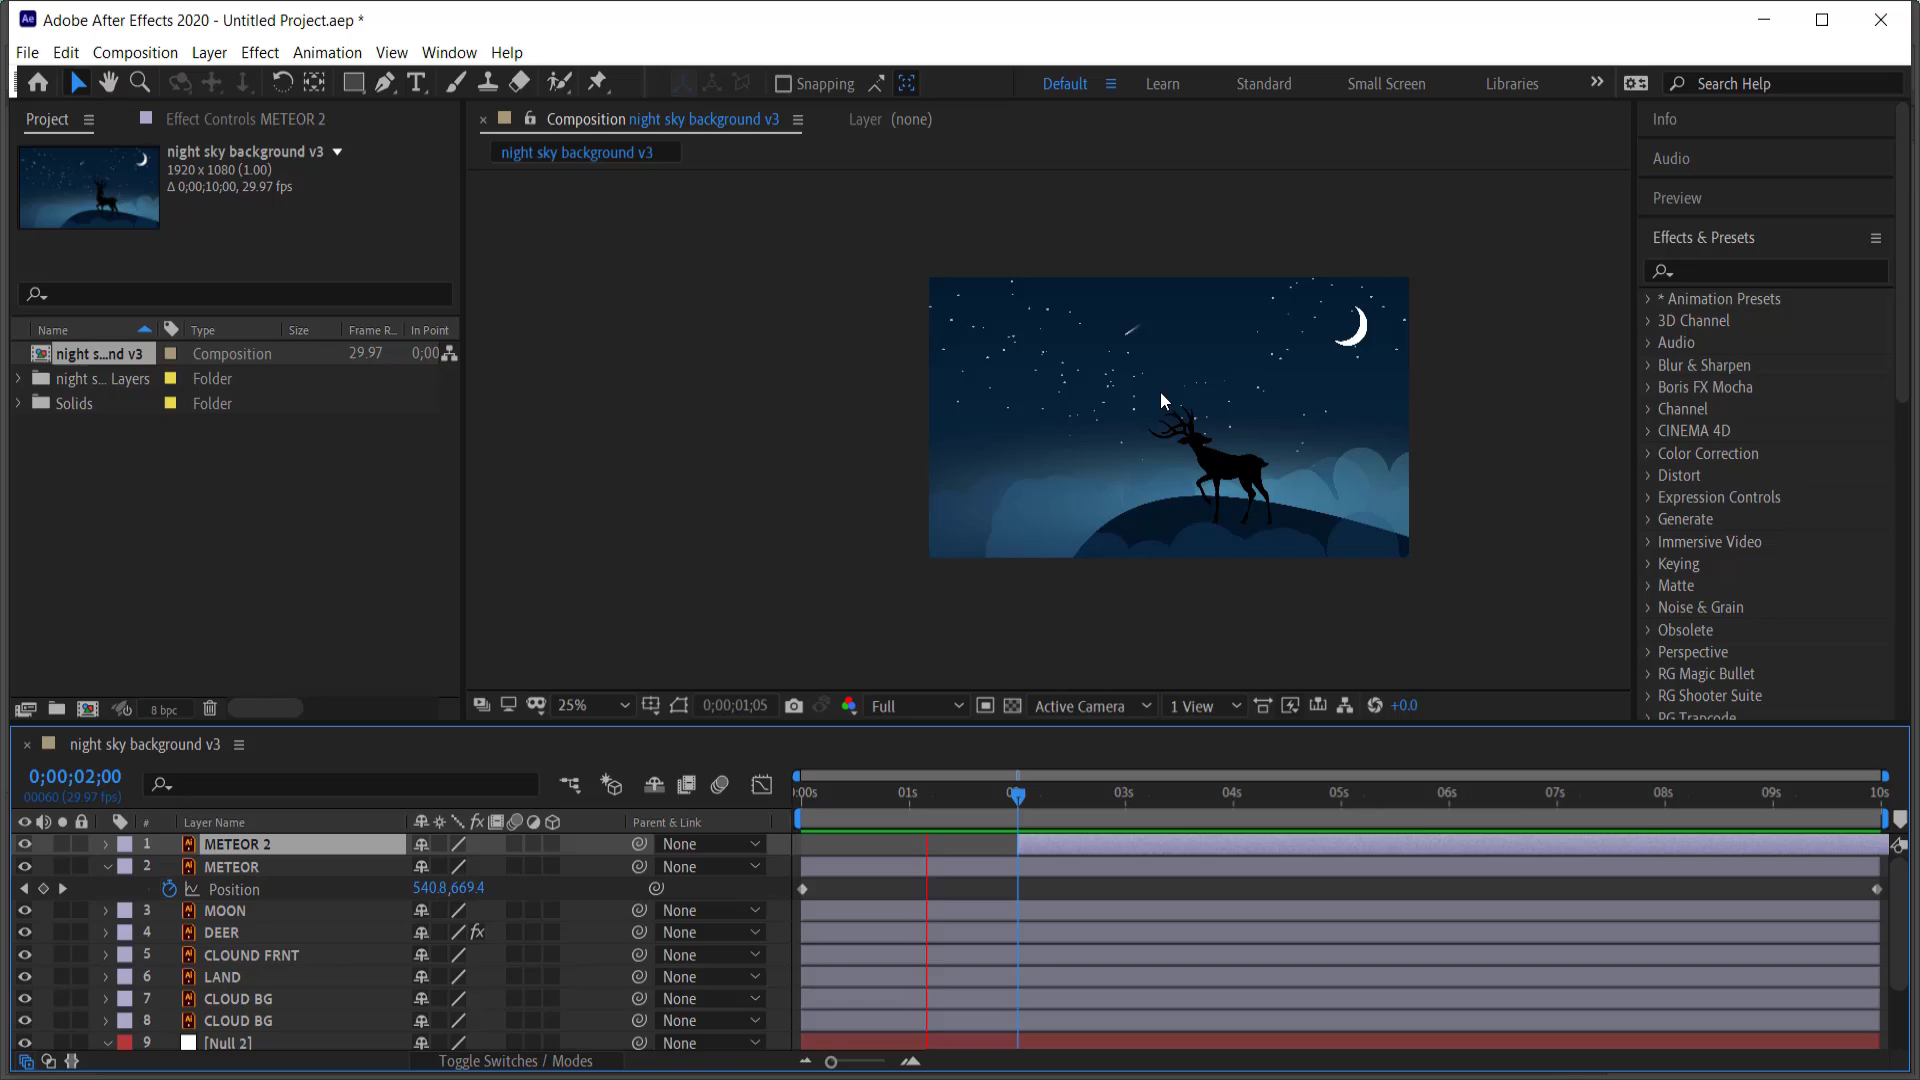 Adobe After Effects 2020 - Untitled Project.aep *
File Edit Composition Layer Effect Animation View Window Help
Snapping
Default Learn Standard Small Screen Libraries
Search Help
Project
Effect Controls METEOR 2
night sky background v3
1920 x 1080 (1.00)
Δ 0;00;10;00, 29.97 fps
Name Type Size Frame R... In Point
night s...nd v3 Composition 29.97 0;00
night s... Layers Folder
Solids Folder
8 bpc
Composition night sky background v3
Layer (none)
night sky background v3
25%
0;00;01;05
Full
Active Camera
1 View
+0.0
Info
Audio
Preview
Effects & Presets
* Animation Presets
3D Channel
Audio
Blur & Sharpen
Boris FX Mocha
Channel
CINEMA 4D
Color Correction
Distort
Expression Controls
Generate
Immersive Video
Keying
Matte
Noise & Grain
Obsolete
Perspective
RG Magic Bullet
RG Shooter Suite
RG Trapcode
night sky background v3
0;00;02;00
00060 (29.97 fps)
:00s 01s 03s 04s 05s 06s 07s 08s 09s 10s
# Layer Name Parent & Link
1 METEOR 2 None
2 METEOR None
Position 540.8,669.4
3 MOON None
4 DEER fx None
5 CLOUND FRNT None
6 LAND None
7 CLOUD BG None
8 CLOUD BG None
9 [Null 2] None
Toggle Switches / Modes